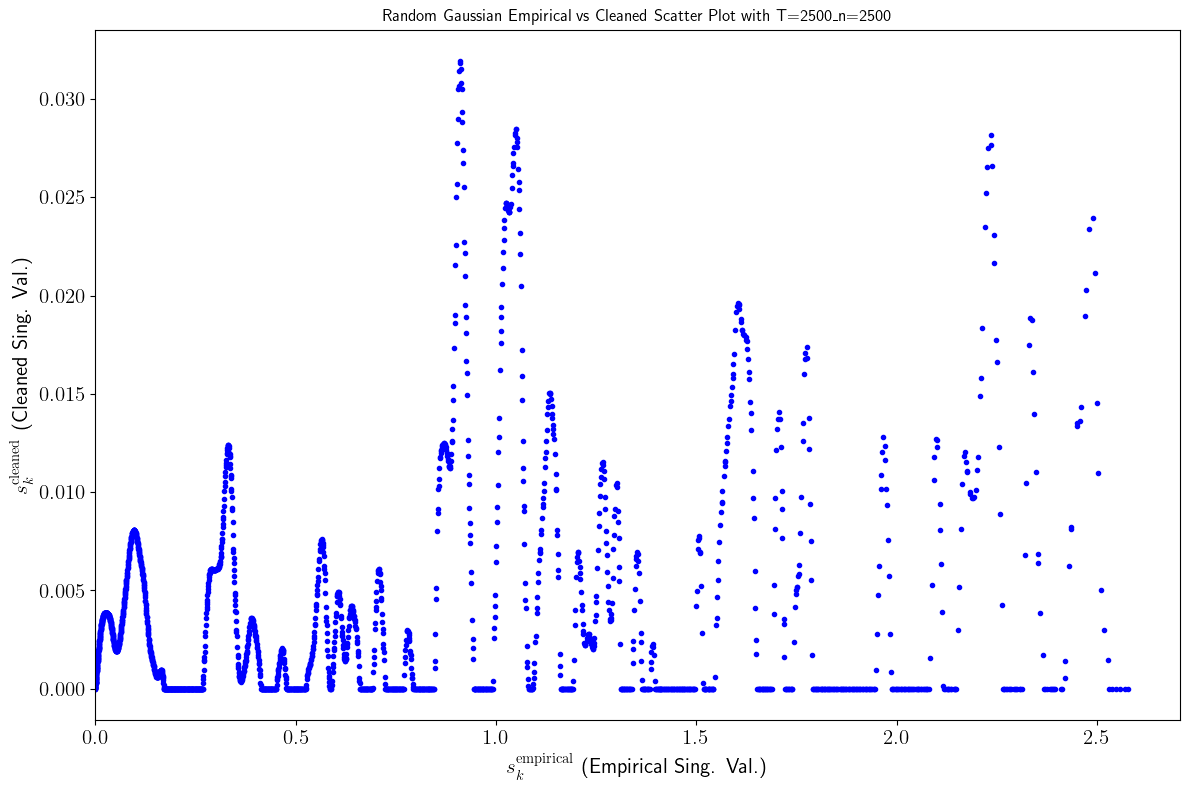 Random Gaussian Empirical vs Cleaned Scatter Plot with T=2500_n=2500
0.030
0.025
0.020
0.015
0.010
0.005
0.000
s_k^cleaned (Cleaned Sing. Val.)
0.0 0.5 1.0 1.5 2.0 2.5
s_k^empirical (Empirical Sing. Val.)